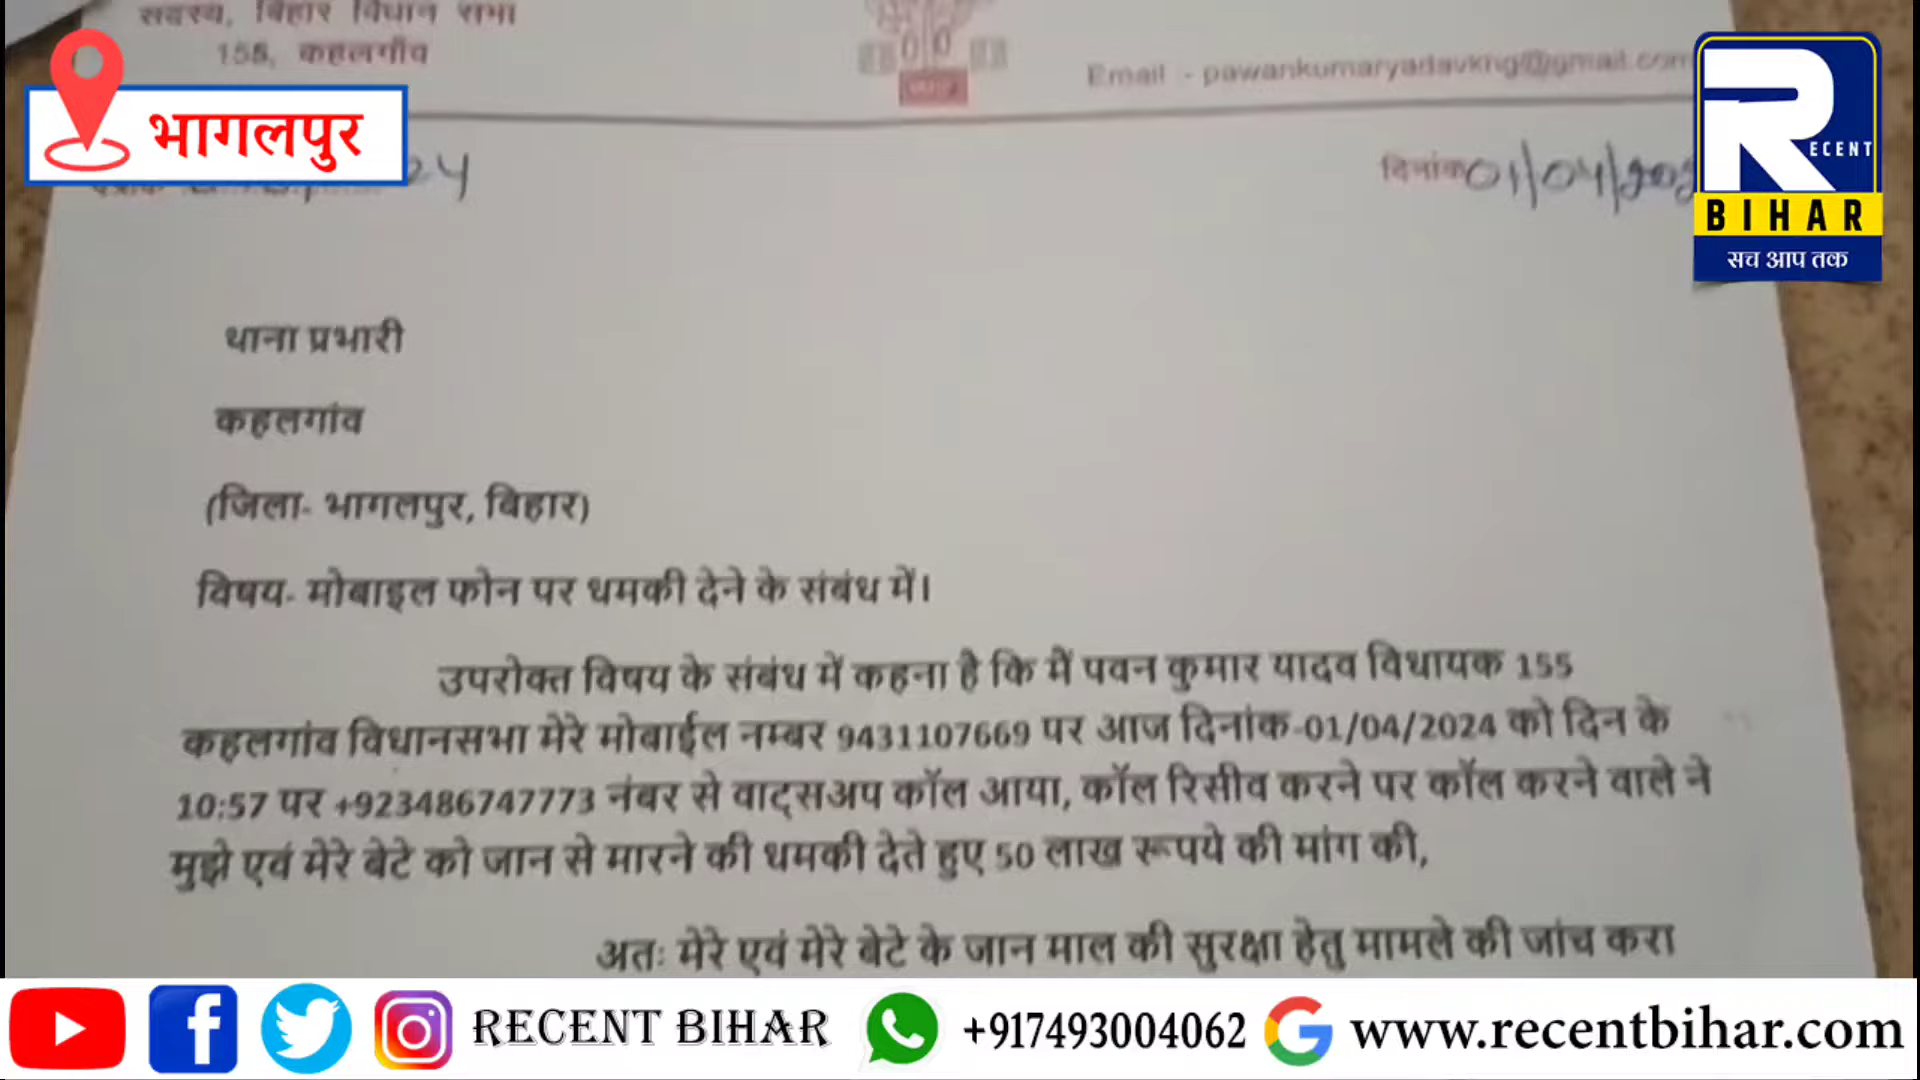 सदस्य, बिहार विधान सभा
155, कहलगाँव
Email - pawankumaryadavkng@gmail.com
भागलपुर
24
दिनांक 01/04/202
RECENT
BIHAR
सच आप तक
थाना प्रभारी
कहलगांव
(जिला- भागलपुर, बिहार)
विषय- मोबाइल फोन पर धमकी देने के संबंध में।
उपरोक्त विषय के संबंध में कहना है कि मैं पवन कुमार यादव विधायक 155
कहलगांव विधानसभा मेरे मोबाईल नम्बर 9431107669 पर आज दिनांक-01/04/2024 को दिन के
10:57 पर +923486747773 नंबर से वाट्सअप कॉल आया, कॉल रिसीव करने पर कॉल करने वाले ने
मुझे एवं मेरे बेटे को जान से मारने की धमकी देते हुए 50 लाख रूपये की मांग की,
अतः मेरे एवं मेरे बेटे के जान माल की सुरक्षा हेतु मामले की जांच करा
RECENT BIHAR +917493004062 www.recentbihar.com